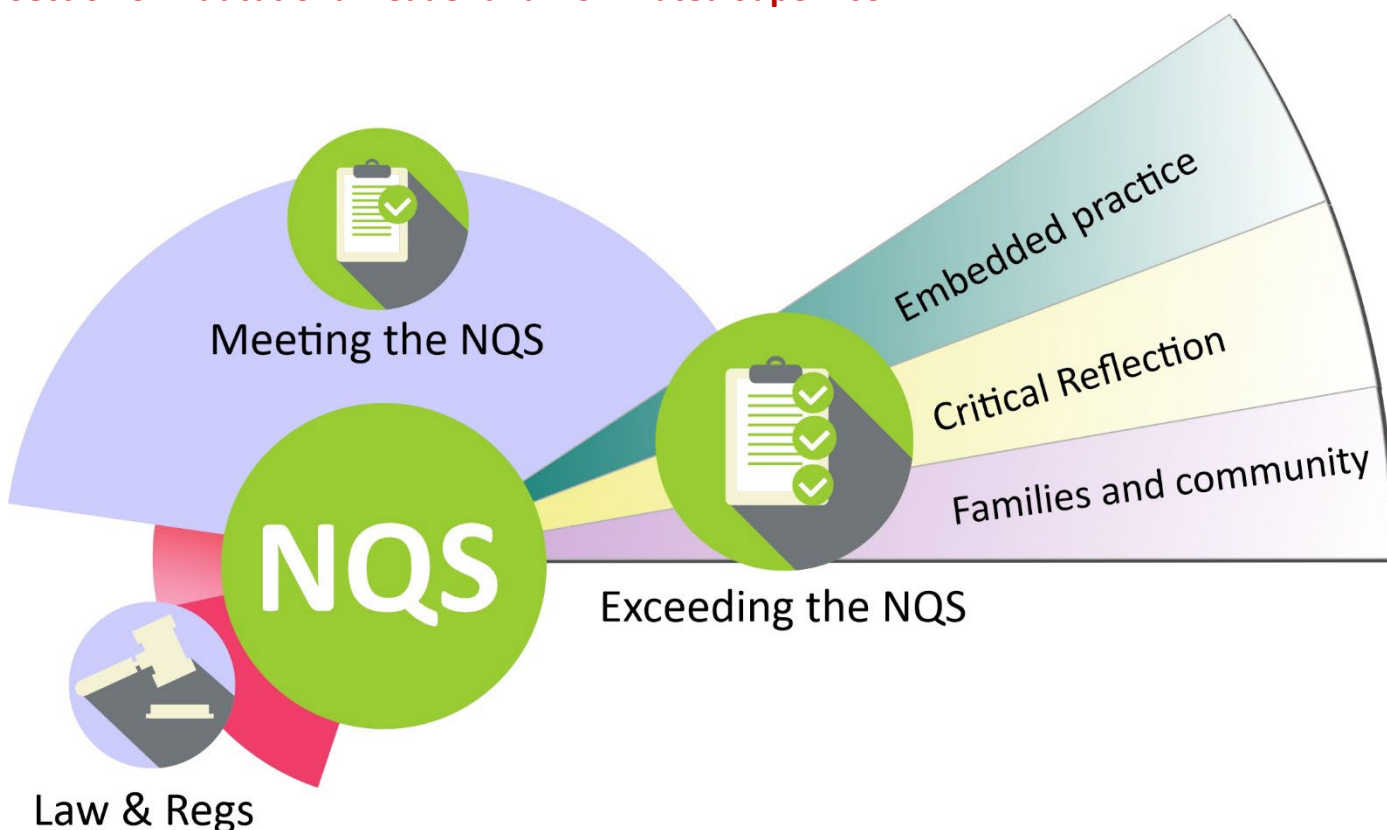 Meeting the NQS
Embedded practice
Critical Reflection
Families and community
NQS
Exceeding the NQS
Law & Regs